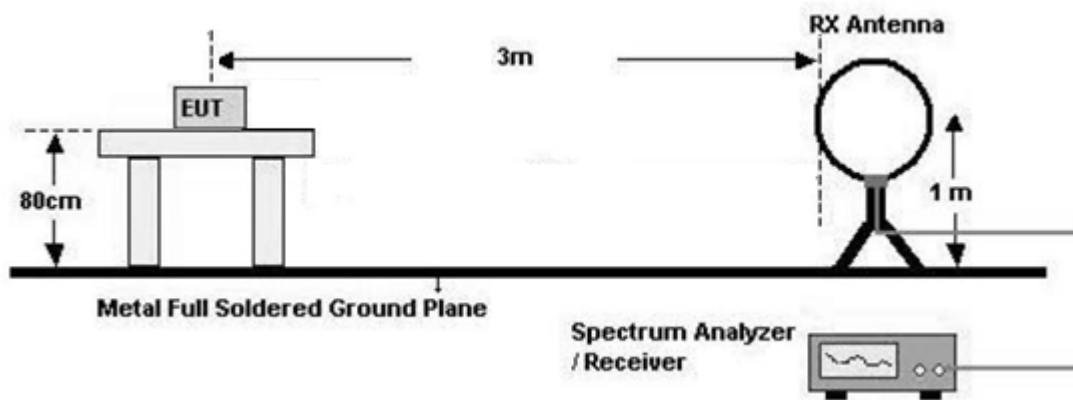 RX Antenna
3m
EUT
80cm
1 m
Metal Full Soldered Ground Plane
Spectrum Analyzer
/ Receiver